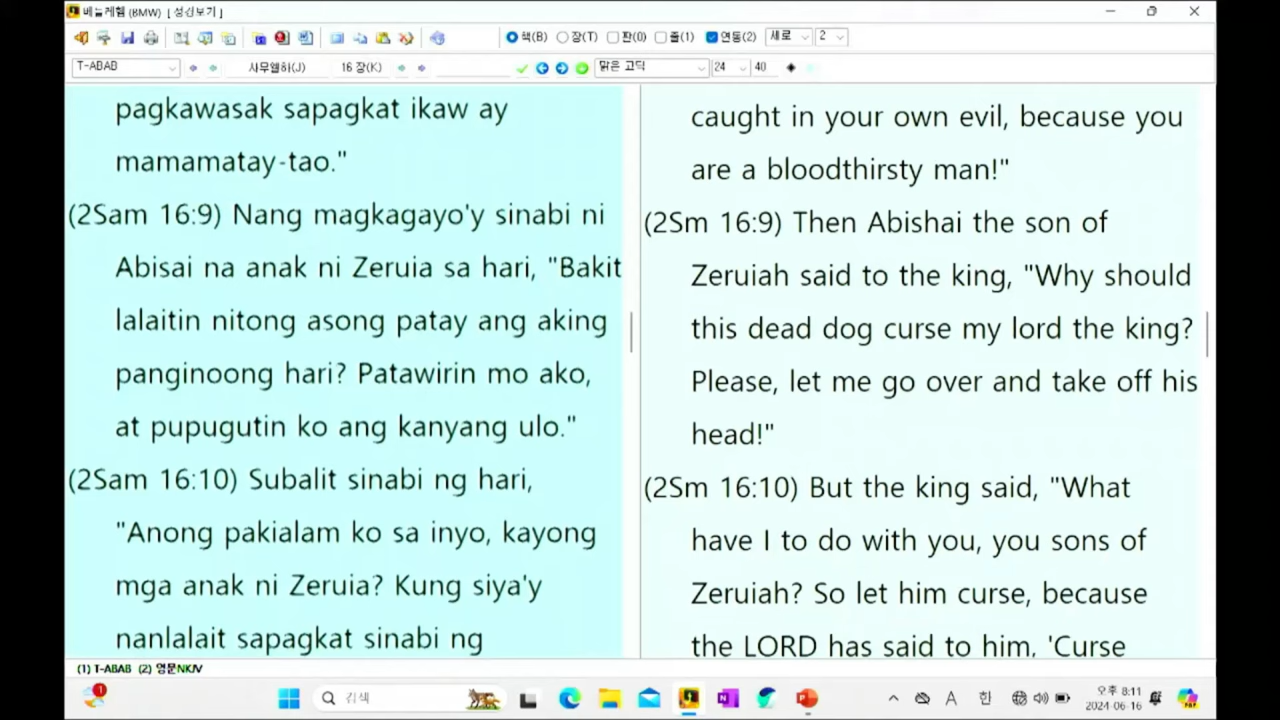 베들레헴 (BMW) [ 성경보기 ]
책(B) 장(T) 판(0) 줄(1) 연동(2) 세로 2
T-ABAB 사무엘하(J) 16 장(K) 맑은 고딕 24 40
pagkawasak sapagkat ikaw ay
mamamatay-tao."
(2Sam 16:9) Nang magkagayo'y sinabi ni
Abisai na anak ni Zeruia sa hari, "Bakit
lalaitin nitong asong patay ang aking
panginoong hari? Patawirin mo ako,
at pupugutin ko ang kanyang ulo."
(2Sam 16:10) Subalit sinabi ng hari,
"Anong pakialam ko sa inyo, kayong
mga anak ni Zeruia? Kung siya'y
nanlalait sapagkat sinabi ng
caught in your own evil, because you
are a bloodthirsty man!"
(2Sm 16:9) Then Abishai the son of
Zeruiah said to the king, "Why should
this dead dog curse my lord the king?
Please, let me go over and take off his
head!"
(2Sm 16:10) But the king said, "What
have I to do with you, you sons of
Zeruiah? So let him curse, because
the LORD has said to him, 'Curse
(1) T-ABAB (2) 영문NKJV
1
검색
A 한
오후 8:11
2024-06-16